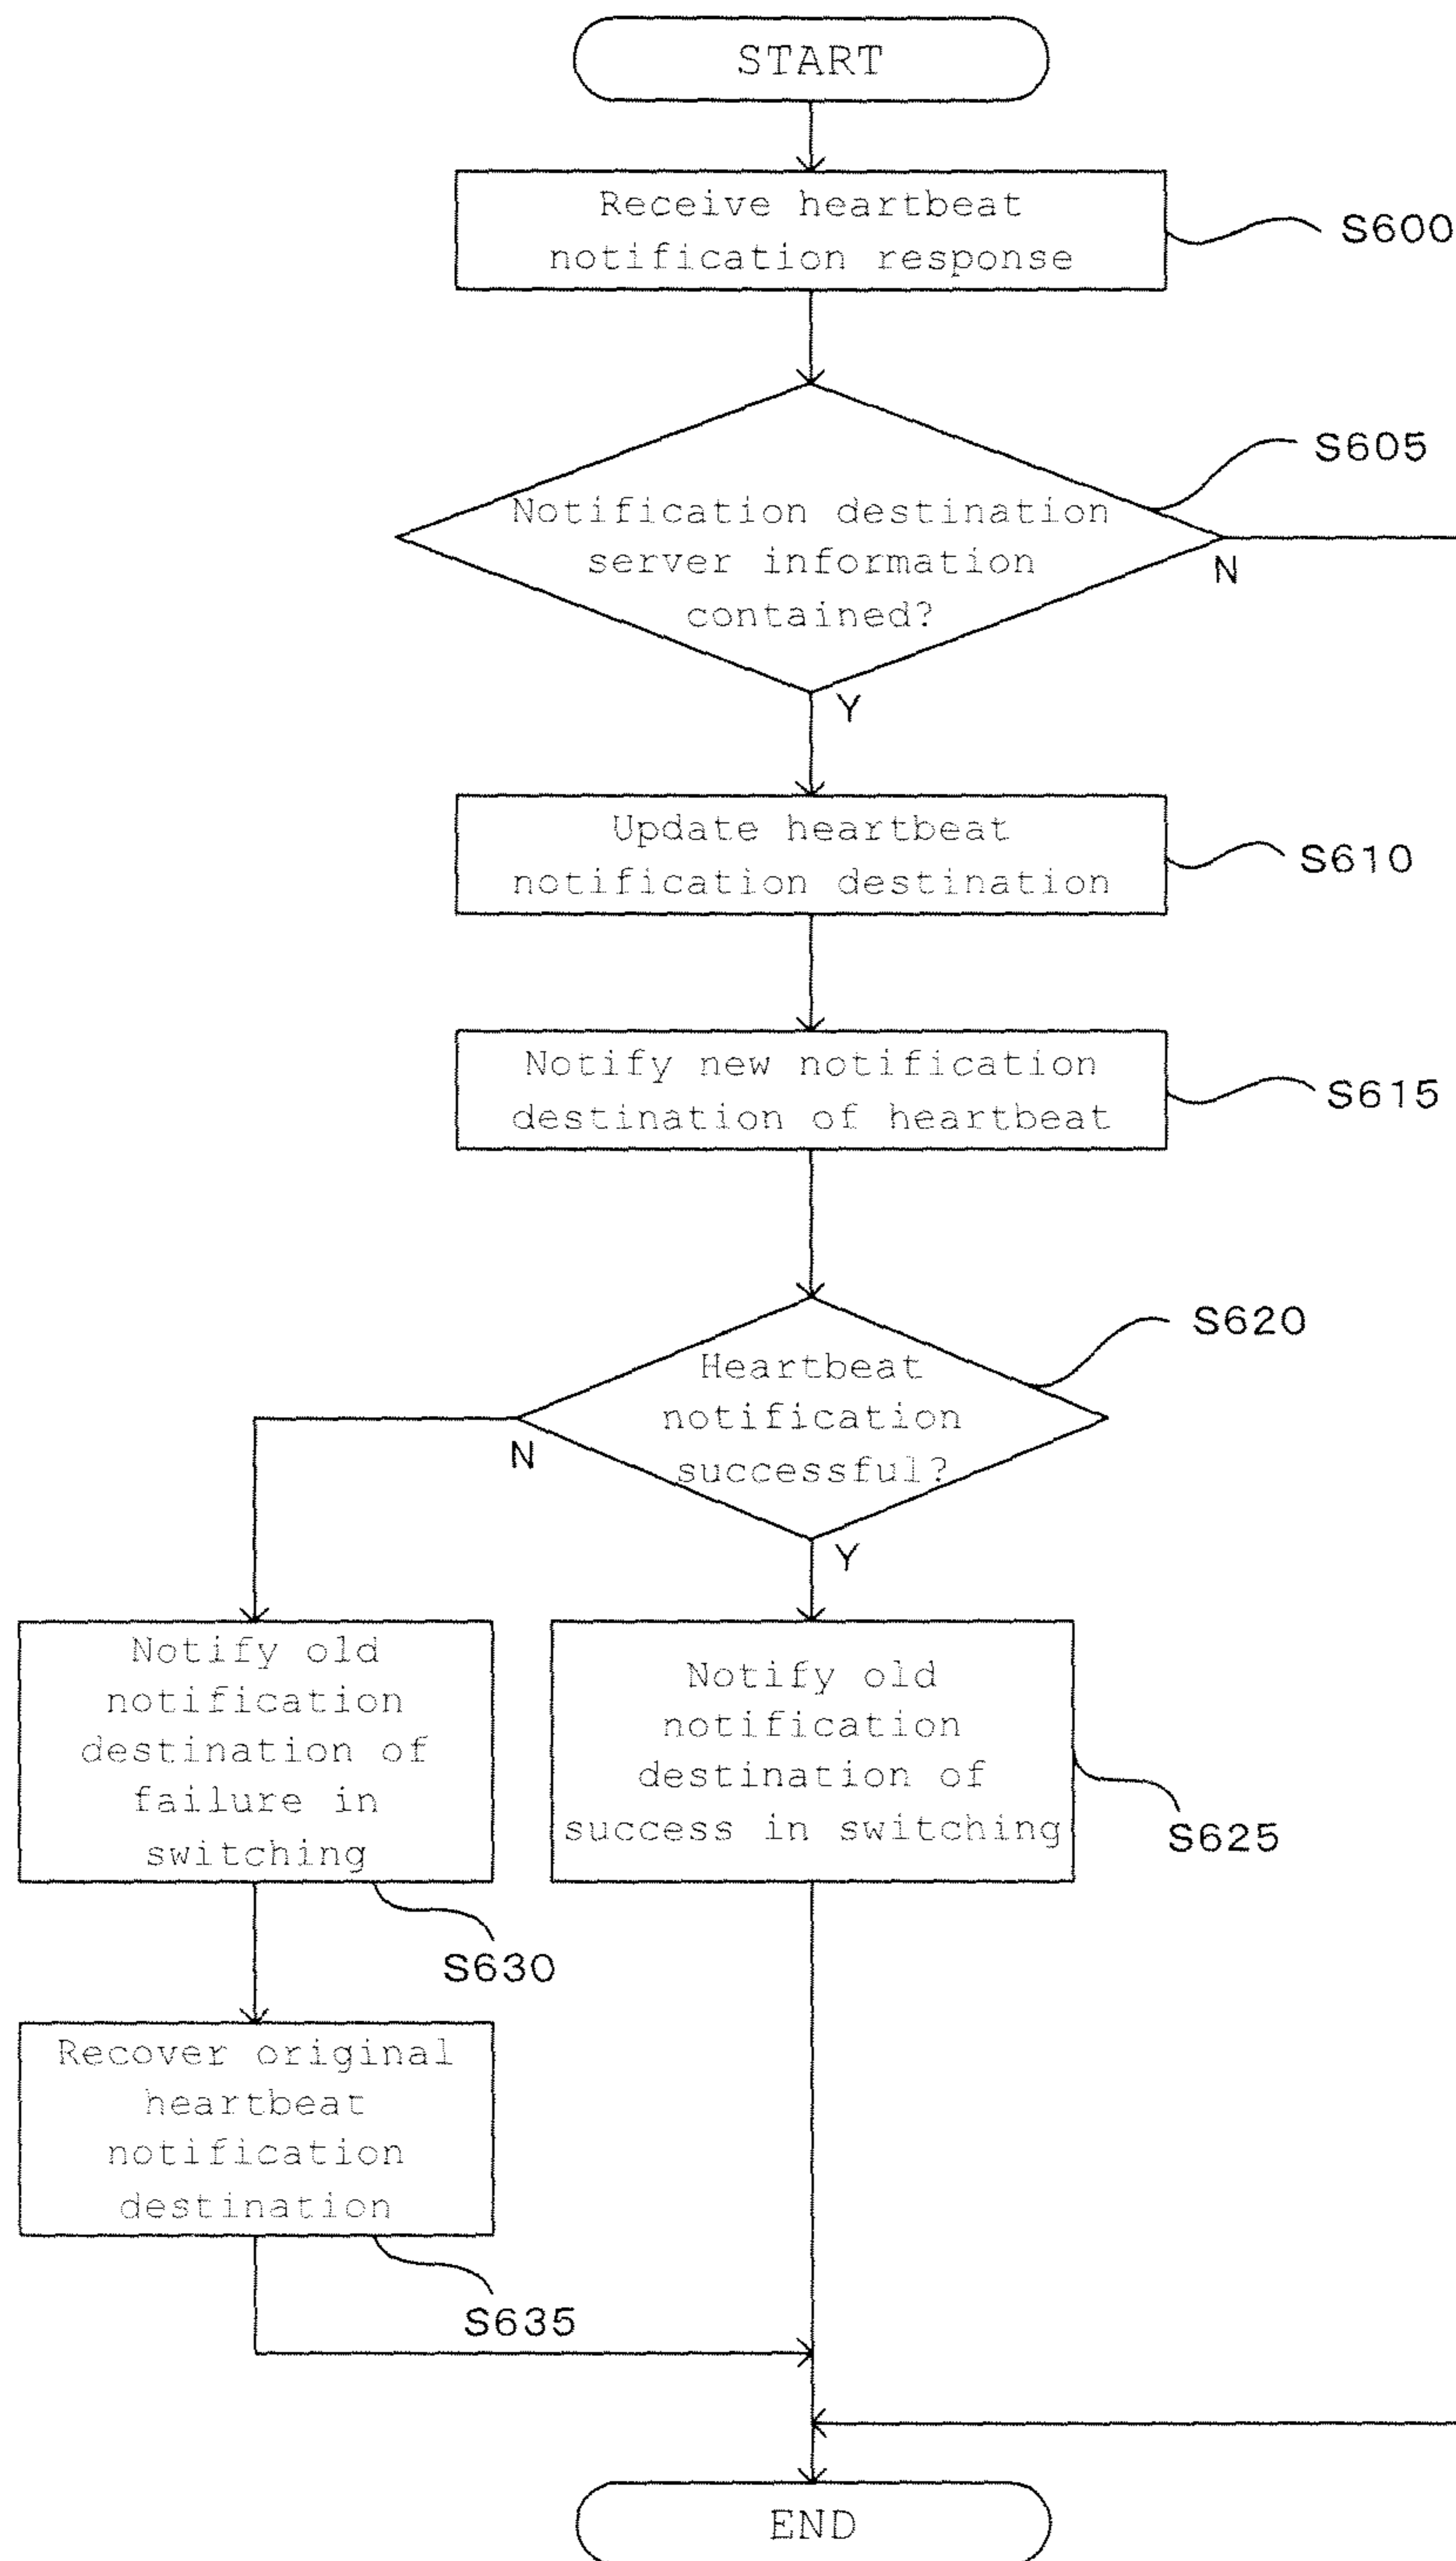 START
Receive heartbeat
notification response
S600
S605
Notification destination
server information
contained?
N
Y
Update heartbeat
notification destination
S610
Notify new notification
destination of heartbeat
S615
S620
Heartbeat
notification
successful?
N
Y
Notify old
notification
destination of
failure in
switching
S630
Notify old
notification
destination of
success in switching
S625
Recover original
heartbeat
notification
destination
S635
END